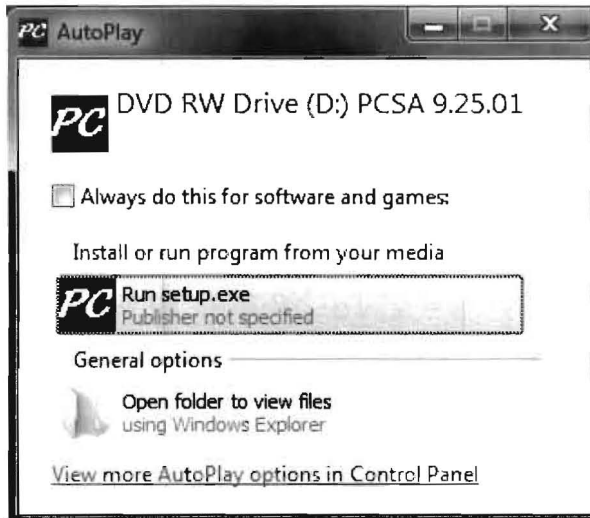 PC AutoPlay
PC DVD RW Drive (D:) PCSA 9.25.01
Always do this for software and games:
Install or run program from your media
PC Run setup.exe
Publisher not specified
General options
Open folder to view files
using Windows Explorer
View more AutoPlay options in Control Panel